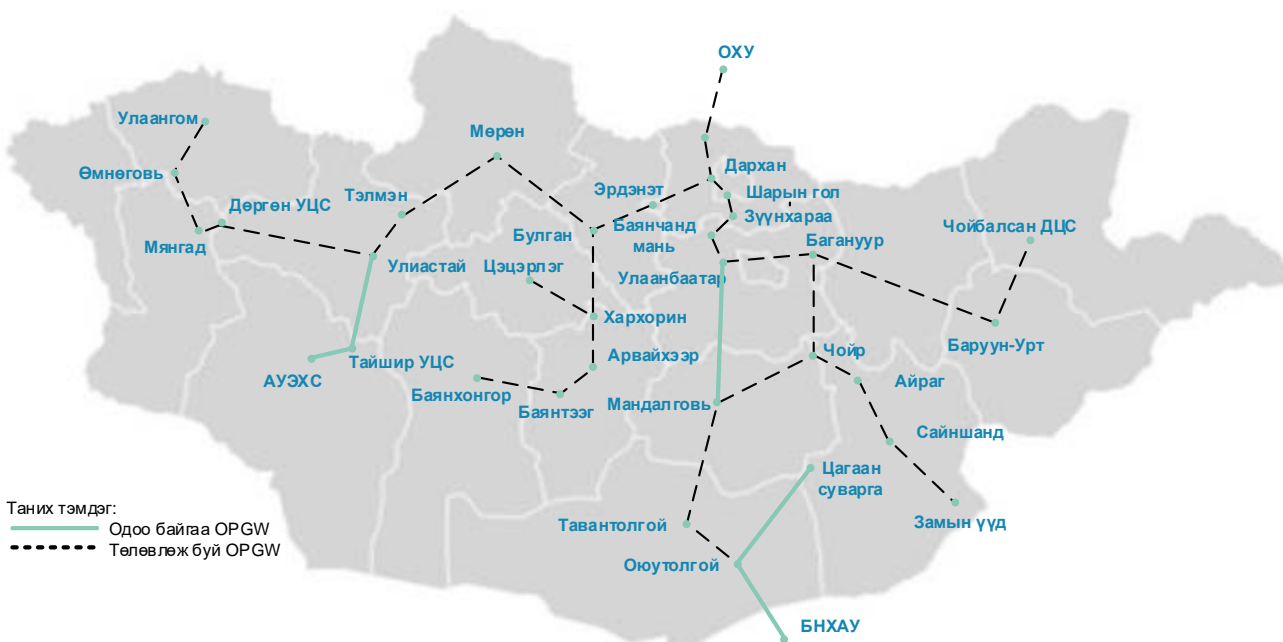 ОХУ
Улаангом
Мөрөн
Өмнөговь
Дархан
Эрдэнэт
Шарын гол
Тэлмэн
Дөргөн УЦС
Зүүнхараа
Баянчанд
мань
Булган
Багануур
Чойбалсан ДЦС
Мянгад
Улиастай
Цэцэрлэг
Улаанбаатар
Хархорин
Баруун-Урт
Чойр
Тайшир УЦС
АУЭХС
Арвайхээр
Айраг
Баянхонгор
Баянтээг
Мандалговь
Сайншанд
Цагаан
суварга
Таних тэмдэг:
Одоо байгаа OPGW
Төлөвлөж буй OPGW
Тавантолгой
Замын үүд
Оюутолгой
БНХАУ